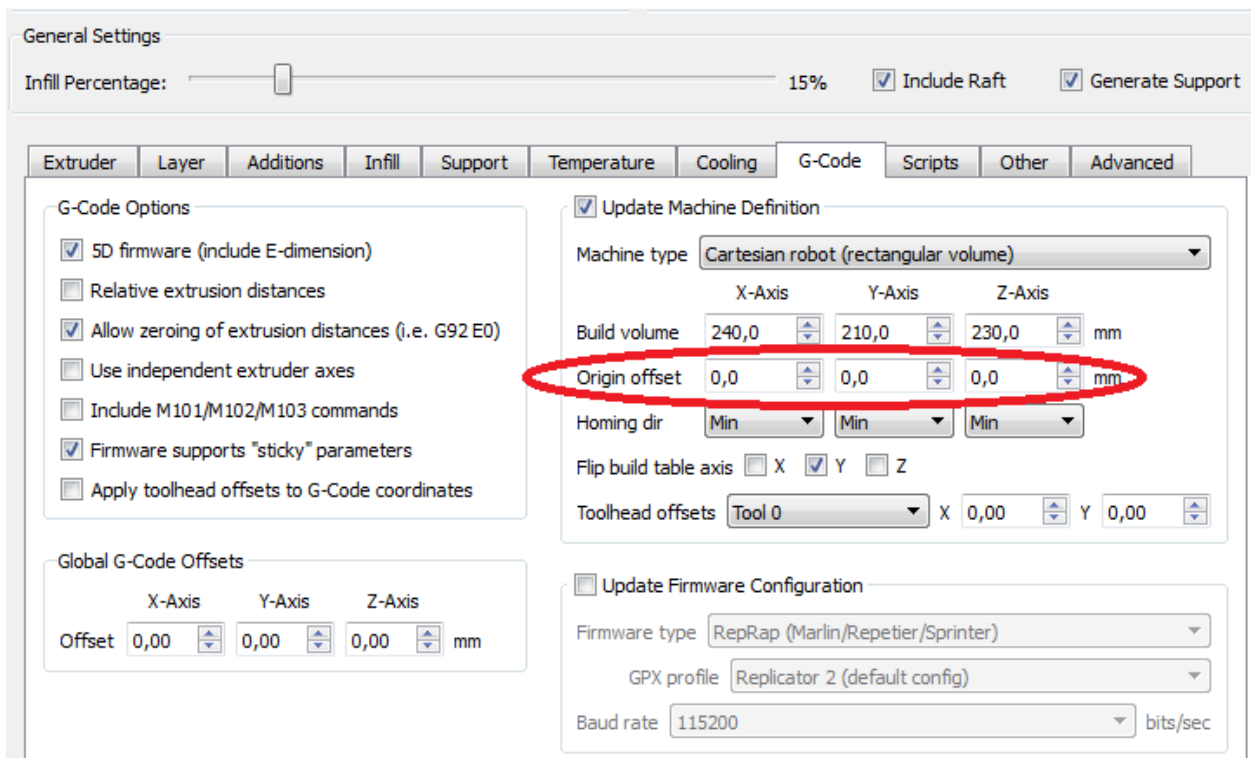 General Settings
Infill Percentage: 15% Include Raft Generate Support
Extruder Layer Additions Infill Support Temperature Cooling G-Code Scripts Other Advanced
G-Code Options
5D firmware (include E-dimension)
Relative extrusion distances
Allow zeroing of extrusion distances (i.e. G92 E0)
Use independent extruder axes
Include M101/M102/M103 commands
Firmware supports "sticky" parameters
Apply toolhead offsets to G-Code coordinates
Global G-Code Offsets
X-Axis Y-Axis Z-Axis
Offset 0,00 0,00 0,00 mm
Update Machine Definition
Machine type Cartesian robot (rectangular volume)
X-Axis Y-Axis Z-Axis
Build volume 240,0 210,0 230,0 mm
Origin offset 0,0 0,0 0,0 mm
Homing dir Min Min Min
Flip build table axis X Y Z
Toolhead offsets Tool 0 X 0,00 Y 0,00
Update Firmware Configuration
Firmware type RepRap (Marlin/Repetier/Sprinter)
GPX profile Replicator 2 (default config)
Baud rate 115200 bits/sec